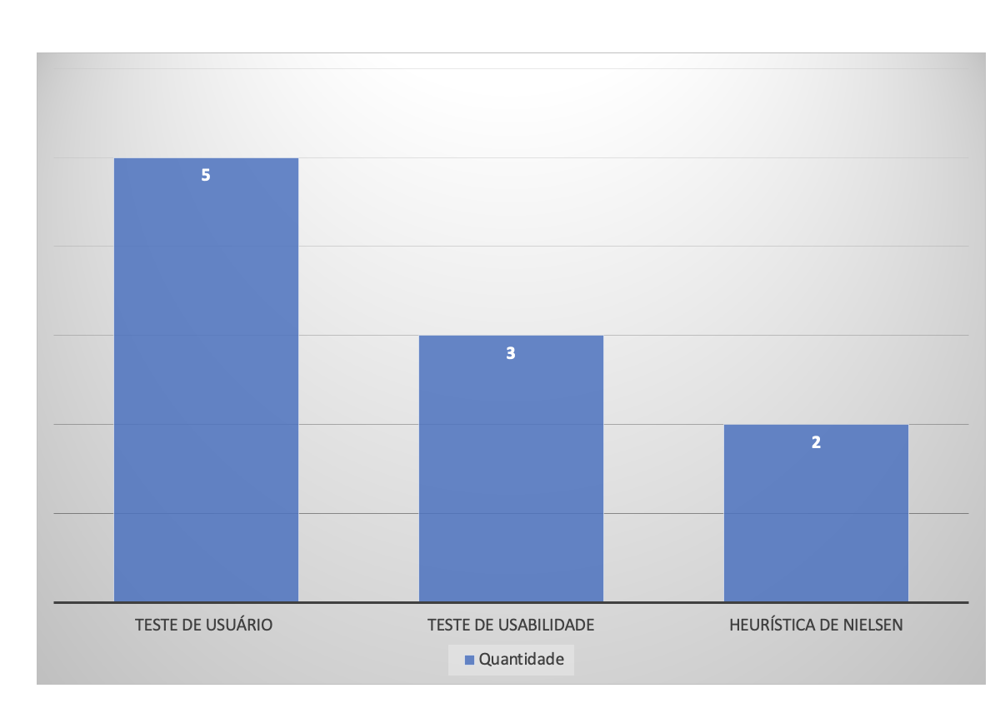 5
3
2
TESTE DE USUÁRIO
TESTE DE USABILIDADE
HEURÍSTICA DE NIELSEN
Quantidade